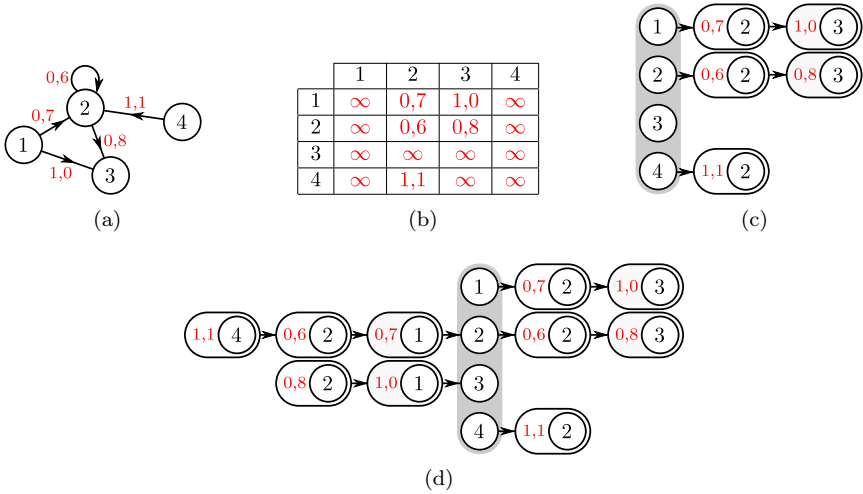 0,6
2
1,1
4
0,7
0,8
1
1,0
3
(a)
1 2 3 4
1 ∞ 0,7 1,0 ∞
2 ∞ 0,6 0,8 ∞
3 ∞ ∞ ∞ ∞
4 ∞ 1,1 ∞ ∞
(b)
1 0,7 2 1,0 3
2 0,6 2 0,8 3
3
4 1,1 2
(c)
1 0,7 2 1,0 3
1,1 4 0,6 2 0,7 1 2 0,6 2 0,8 3
0,8 2 1,0 1 3
4 1,1 2
(d)